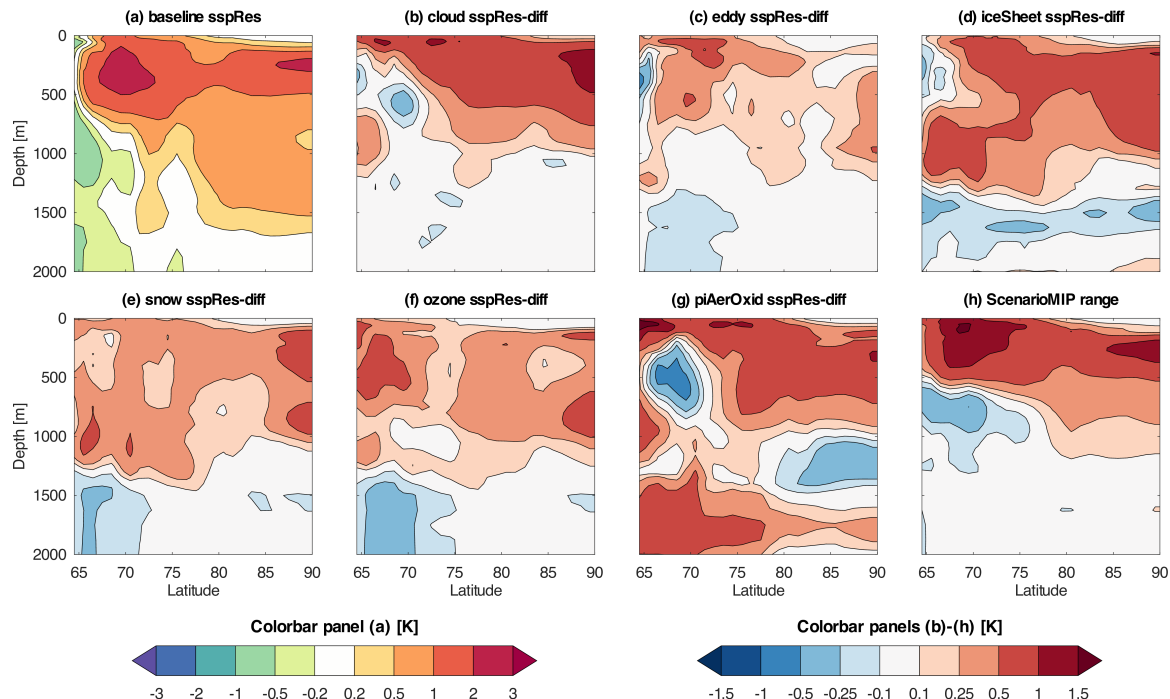 (a) baseline sspRes
(b) cloud sspRes-diff
(c) eddy sspRes-diff
(d) iceSheet sspRes-diff
0
500
1000
1500
2000
Depth [m]
(e) snow sspRes-diff
(f) ozone sspRes-diff
(g) piAerOxid sspRes-diff
(h) ScenarioMIP range
0
500
1000
1500
2000
Depth [m]
65 70 75 80 85 90
65 70 75 80 85 90
65 70 75 80 85 90
65 70 75 80 85 90
Latitude
Latitude
Latitude
Latitude
Colorbar panel (a) [K]
-3 -2 -1 -0.5 -0.2 0.2 0.5 1 2 3
Colorbar panels (b)-(h) [K]
-1.5 -1 -0.5 -0.25 -0.1 0.1 0.25 0.5 1 1.5